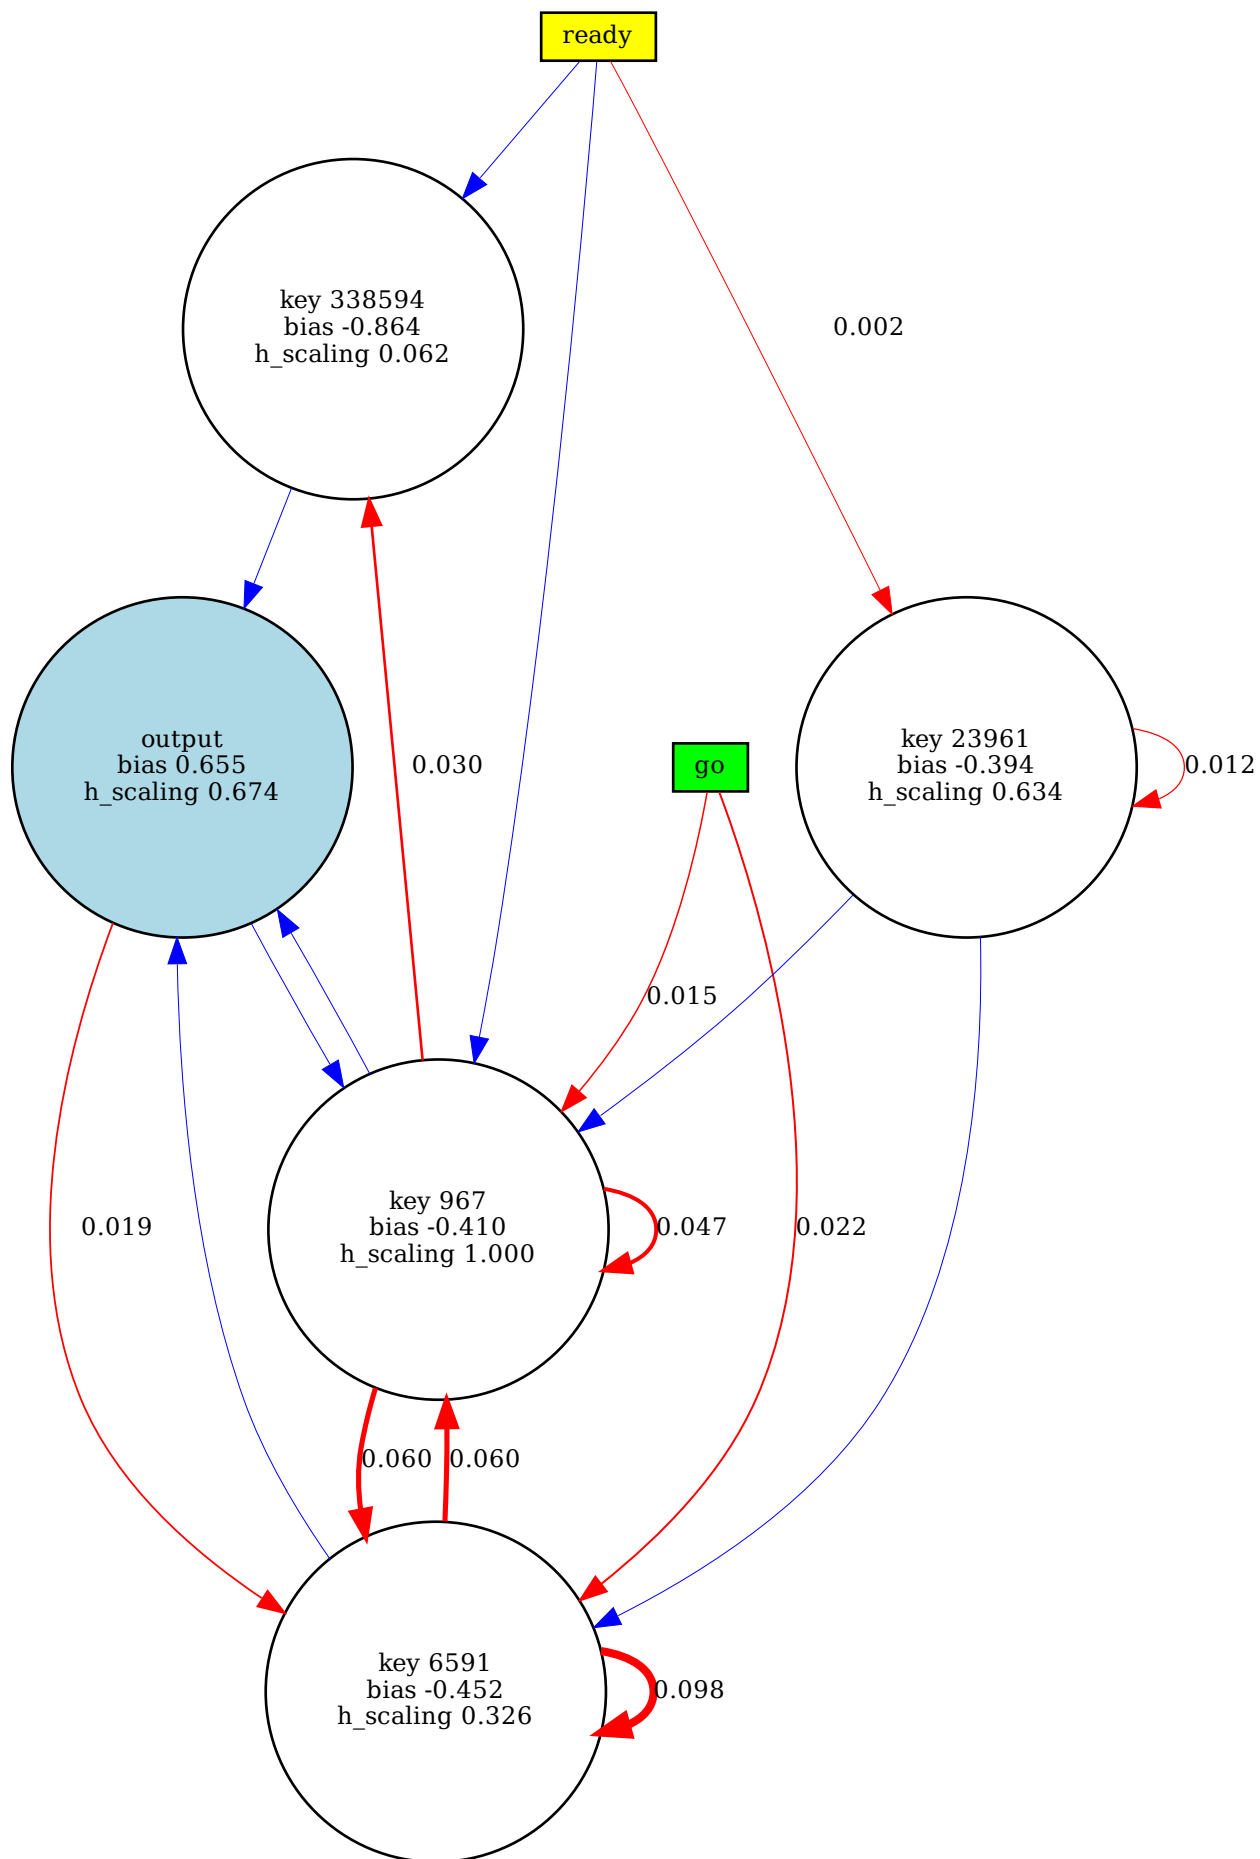 ready
0.002
key 338594
bias -0.864
h_scaling 0.062
output
bias 0.655
h_scaling 0.674
0.030
go
key 23961
bias -0.394
h_scaling 0.634
0.012
0.015
0.019
key 967
bias -0.410
h_scaling 1.000
0.047
0.022
0.060
0.060
key 6591
bias -0.452
h_scaling 0.326
0.098